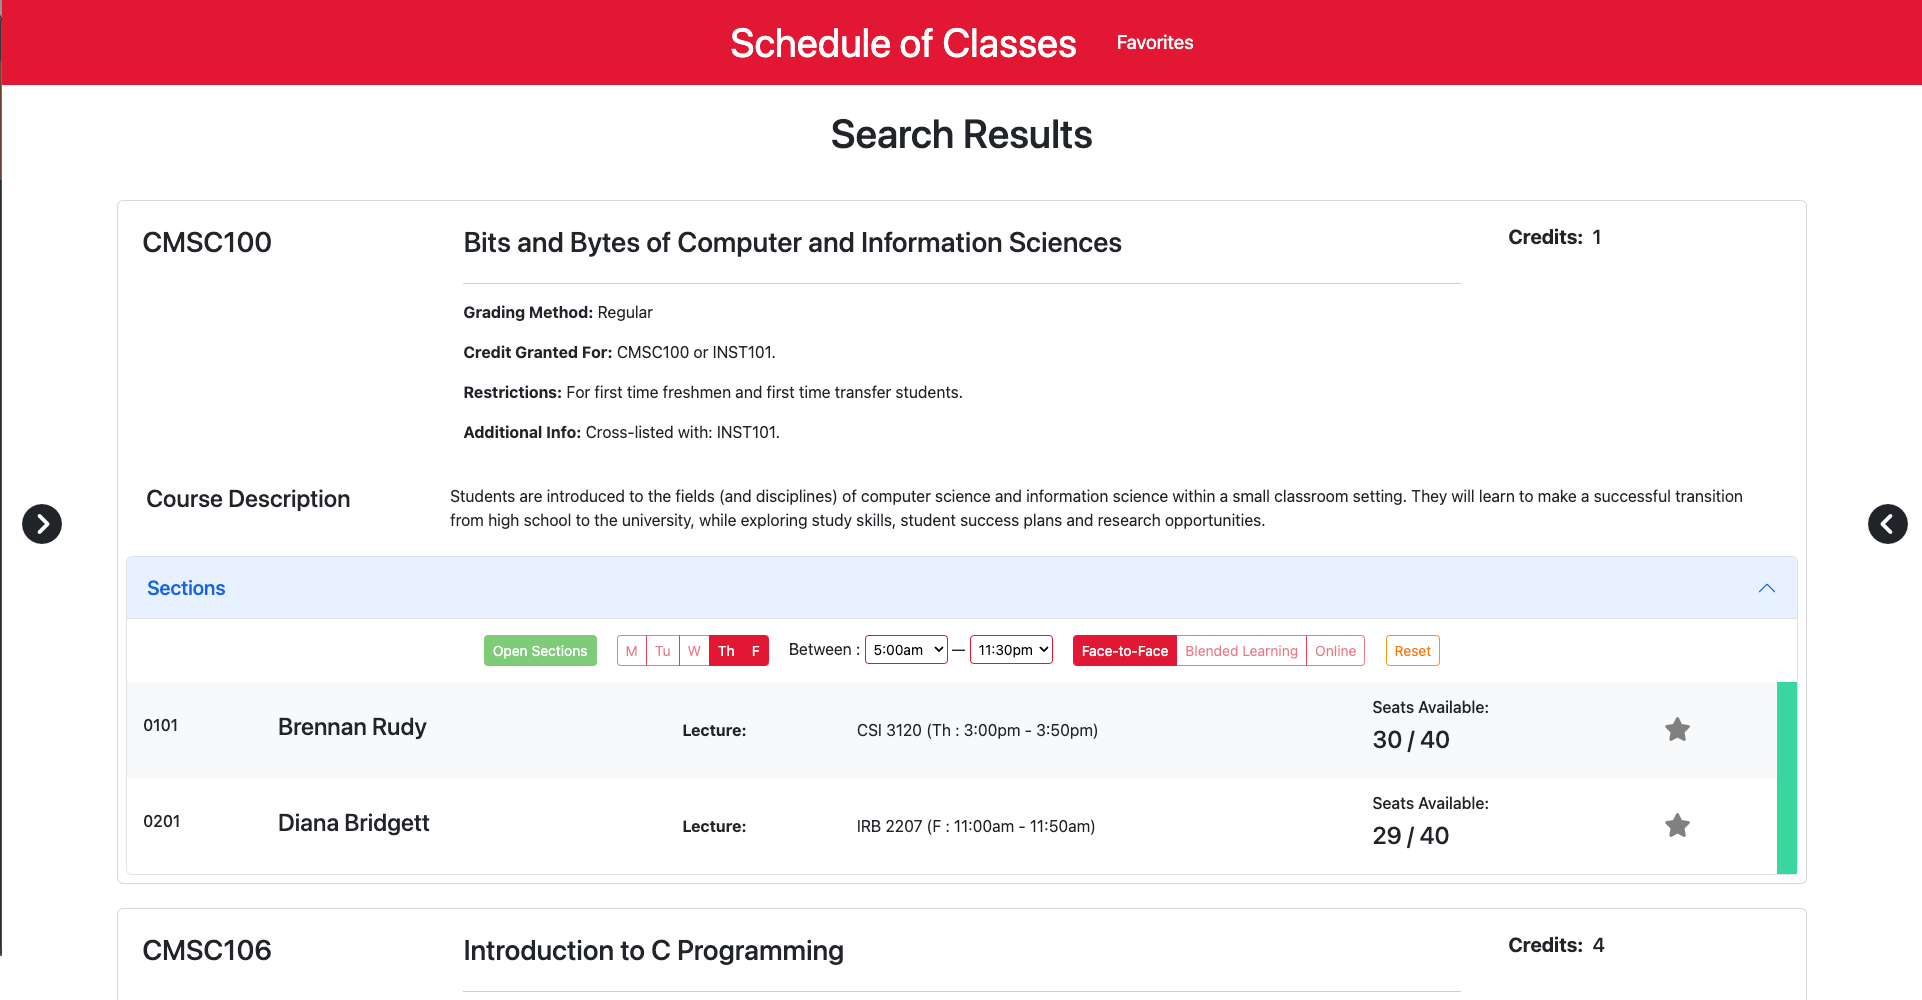 Schedule of Classes Favorites
Search Results
CMSC100 Bits and Bytes of Computer and Information Sciences Credits: 1
Grading Method: Regular
Credit Granted For: CMSC100 or INST101.
Restrictions: For first time freshmen and first time transfer students.
Additional Info: Cross-listed with: INST101.
Course Description
Students are introduced to the fields (and disciplines) of computer science and information science within a small classroom setting. They will learn to make a successful transition
from high school to the university, while exploring study skills, student success plans and research opportunities.
Sections
Open Sections M Tu W Th F Between : 5:00am — 11:30pm Face-to-Face Blended Learning Online Reset
0101 Brennan Rudy Lecture: CSI 3120 (Th : 3:00pm - 3:50pm) Seats Available:
30 / 40
0201 Diana Bridgett Lecture: IRB 2207 (F : 11:00am - 11:50am) Seats Available:
29 / 40
CMSC106 Introduction to C Programming Credits: 4